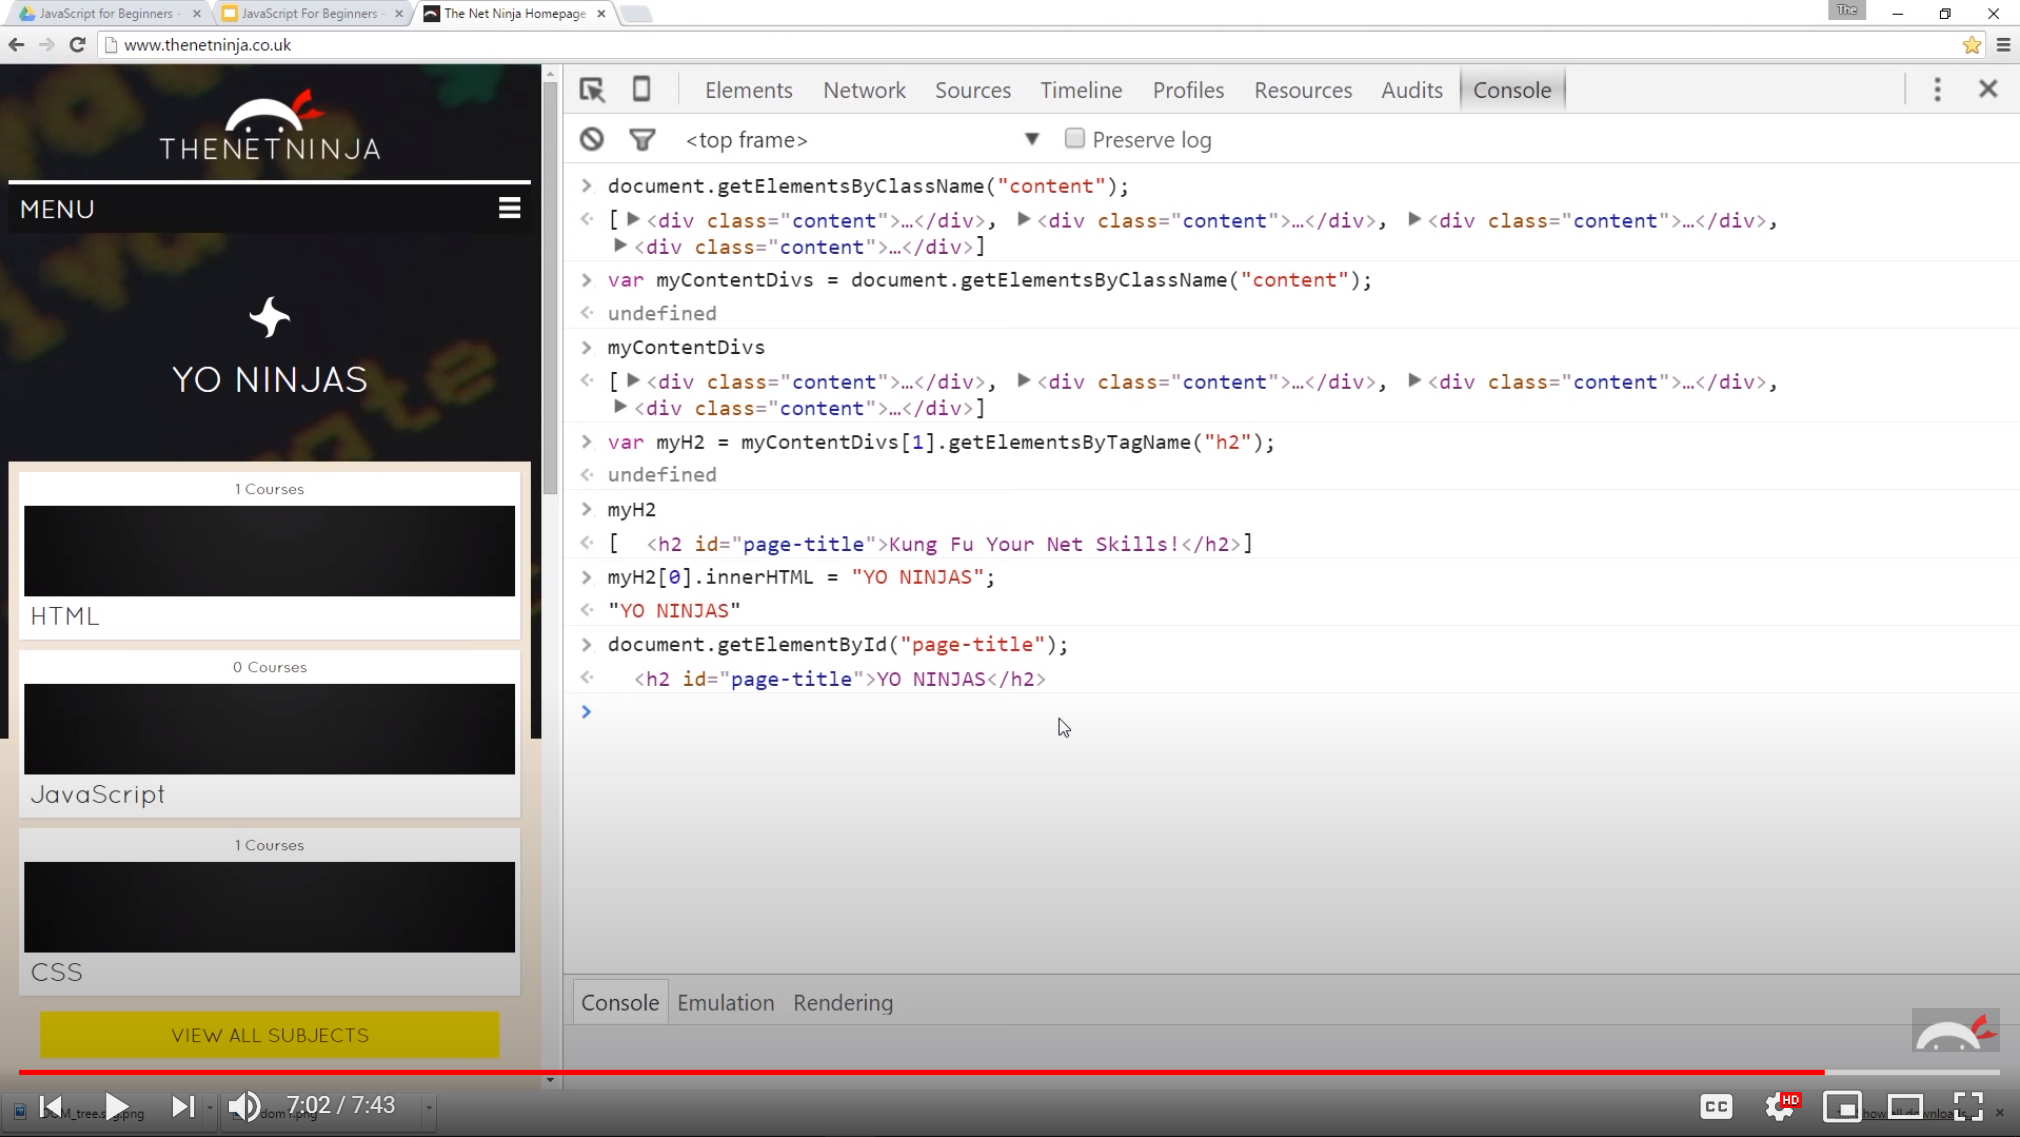 JavaScript for Beginners -
JavaScript For Beginners -
The Net Ninja Homepage
The
www.thenetninja.co.uk
THENETNINJA
MENU
YO NINJAS
1 Courses
HTML
0 Courses
JavaScript
1 Courses
CSS
VIEW ALL SUBJECTS
Elements Network Sources Timeline Profiles Resources Audits Console
<top frame> Preserve log
document.getElementsByClassName("content");
[ <div class="content">…</div>, <div class="content">…</div>, <div class="content">…</div>,
<div class="content">…</div>]
var myContentDivs = document.getElementsByClassName("content");
undefined
myContentDivs
[ <div class="content">…</div>, <div class="content">…</div>, <div class="content">…</div>,
<div class="content">…</div>]
var myH2 = myContentDivs[1].getElementsByTagName("h2");
undefined
myH2
[ <h2 id="page-title">Kung Fu Your Net Skills!</h2>]
myH2[0].innerHTML = "YO NINJAS";
"YO NINJAS"
document.getElementById("page-title");
<h2 id="page-title">YO NINJAS</h2>
Console Emulation Rendering
7:02 / 7:43
CC
HD